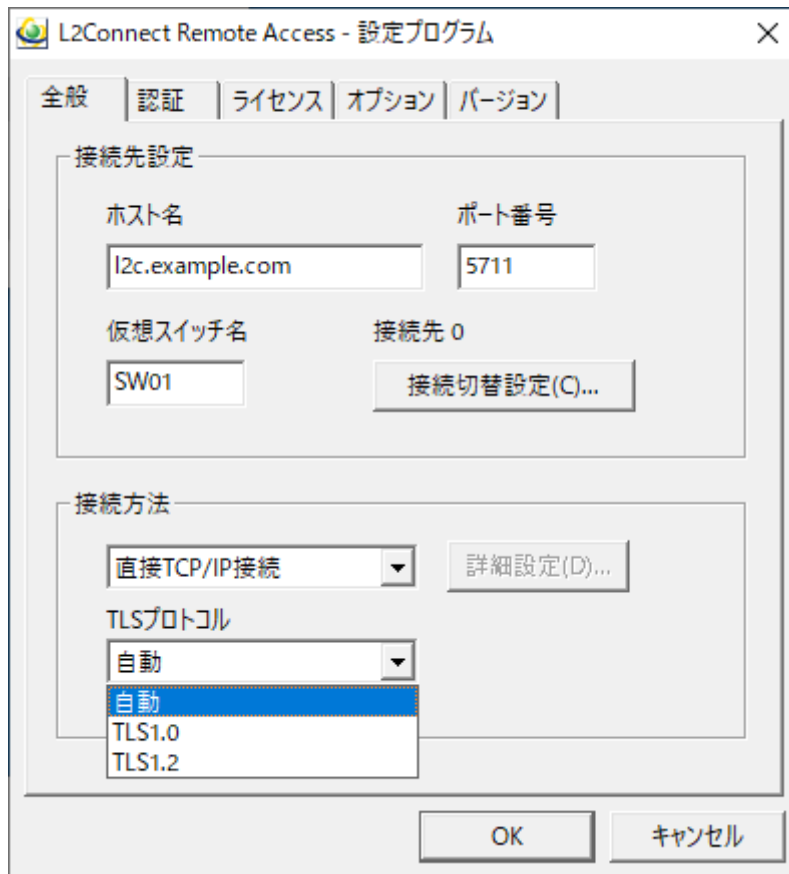 L2Connect Remote Access - 設定プログラム
全般 認証 ライセンス オプション バージョン
接続先設定
ホスト名 ポート番号
l2c.example.com 5711
仮想スイッチ名 接続先 0
SW01 接続切替設定(C)...
接続方法
直接TCP/IP接続 詳細設定(D)...
TLSプロトコル
自動
自動
TLS1.0
TLS1.2
OK キャンセル